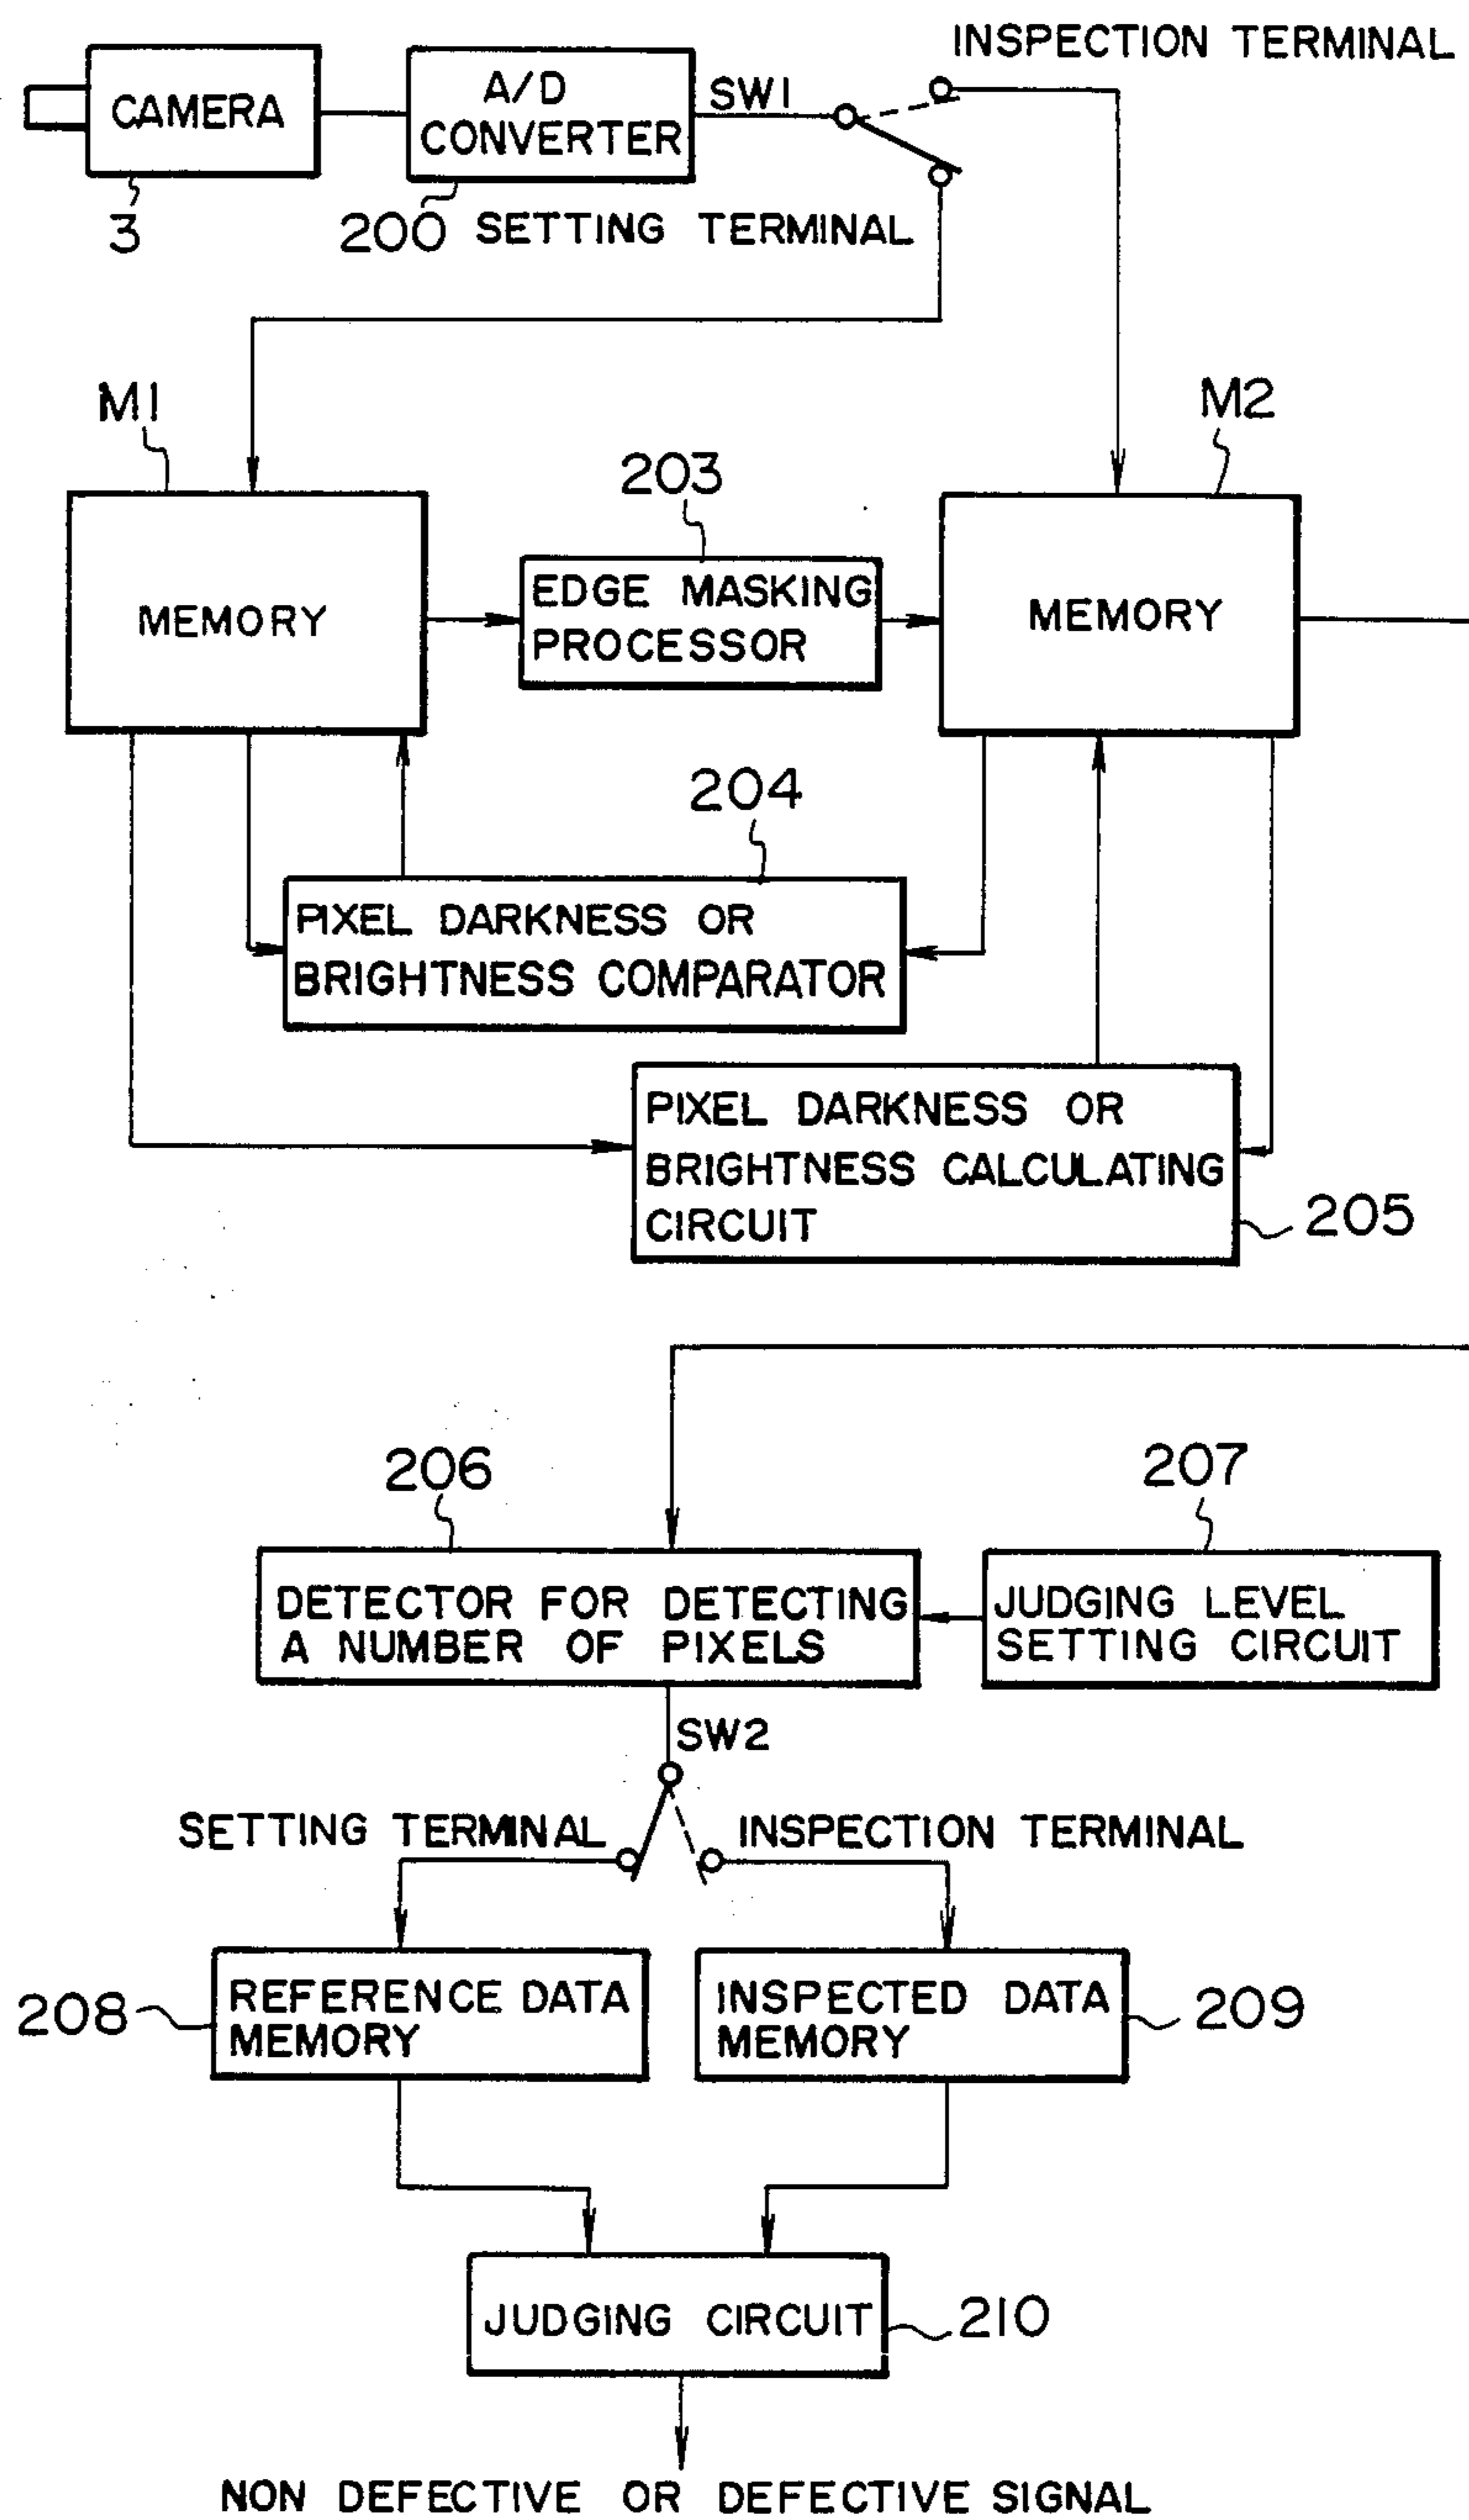 INSPECTION TERMINAL
CAMERA
A/D
CONVERTER
SW1
3
200
SETTING TERMINAL
M1
M2
203
MEMORY
EDGE MASKING
PROCESSOR
MEMORY
204
PIXEL DARKNESS OR
BRIGHTNESS COMPARATOR
PIXEL DARKNESS OR
BRIGHTNESS CALCULATING
CIRCUIT
205
206
207
DETECTOR FOR DETECTING
A NUMBER OF PIXELS
JUDGING LEVEL
SETTING CIRCUIT
SW2
SETTING TERMINAL
INSPECTION TERMINAL
208
REFERENCE DATA
MEMORY
INSPECTED DATA
MEMORY
209
JUDGING CIRCUIT
210
NON DEFECTIVE OR DEFECTIVE SIGNAL